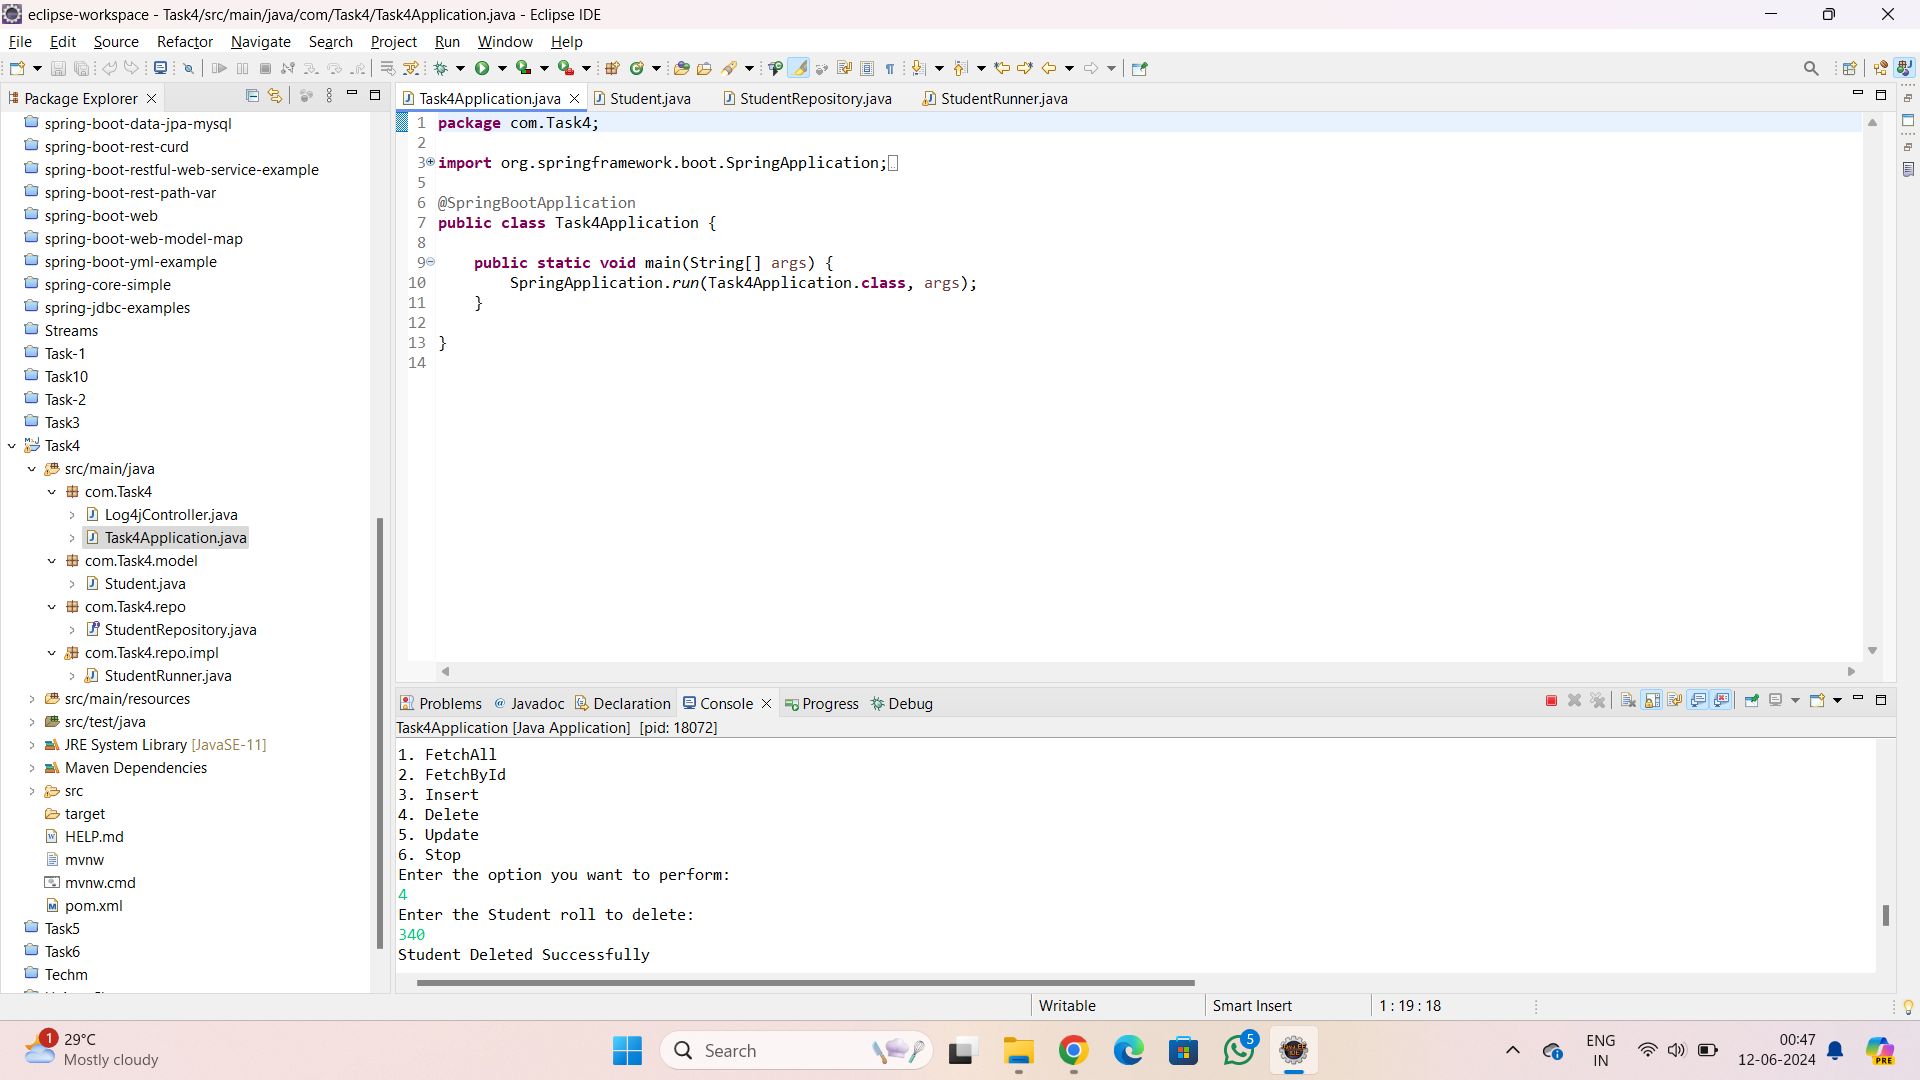 eclipse-workspace - Task4/src/main/java/com/Task4/Task4Application.java - Eclipse IDE
File Edit Source Refactor Navigate Search Project Run Window Help
Package Explorer
spring-boot-data-jpa-mysql
spring-boot-rest-curd
spring-boot-restful-web-service-example
spring-boot-rest-path-var
spring-boot-web
spring-boot-web-model-map
spring-boot-yml-example
spring-core-simple
spring-jdbc-examples
Streams
Task-1
Task10
Task-2
Task3
Task4
src/main/java
com.Task4
Log4jController.java
Task4Application.java
com.Task4.model
Student.java
com.Task4.repo
StudentRepository.java
com.Task4.repo.impl
StudentRunner.java
src/main/resources
src/test/java
JRE System Library [JavaSE-11]
Maven Dependencies
src
target
HELP.md
mvnw
mvnw.cmd
pom.xml
Task5
Task6
Techm
Task4Application.java Student.java StudentRepository.java StudentRunner.java
1 package com.Task4;
2
3 import org.springframework.boot.SpringApplication;
5
6 @SpringBootApplication
7 public class Task4Application {
8
9 public static void main(String[] args) {
10 SpringApplication.run(Task4Application.class, args);
11 }
12
13 }
14
Problems Javadoc Declaration Console Progress Debug
Task4Application [Java Application] [pid: 18072]
1. FetchAll
2. FetchById
3. Insert
4. Delete
5. Update
6. Stop
Enter the option you want to perform:
4
Enter the Student roll to delete:
340
Student Deleted Successfully
Writable Smart Insert 1 : 19 : 18
1 29°C
Mostly cloudy
Search
5
ENG
IN
00:47
12-06-2024
PRE